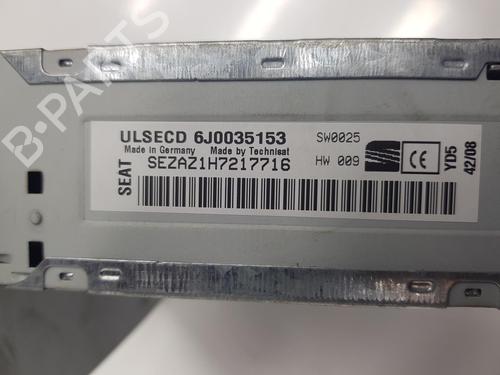 B-PARTS
ULSECD 6J0035153 SW0025
Made in Germany Made by Technisat
SEZAZ1H7217716 HW 009
SEAT
CE
YD5
42/08